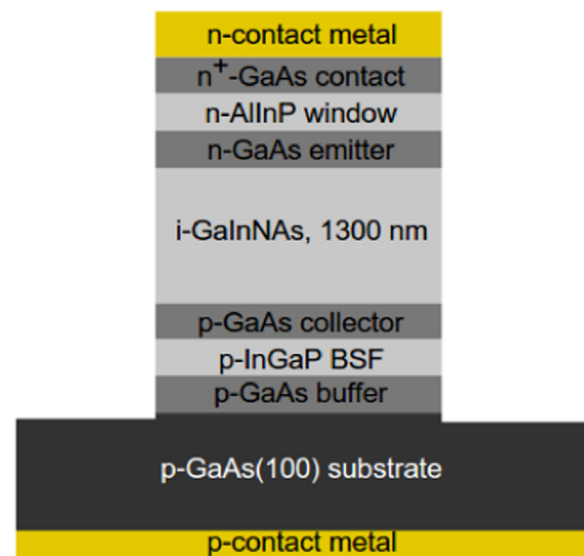 n-contact metal
n⁺-GaAs contact
n-AlInP window
n-GaAs emitter
i-GaInNAs, 1300 nm
p-GaAs collector
p-InGaP BSF
p-GaAs buffer
p-GaAs(100) substrate
p-contact metal